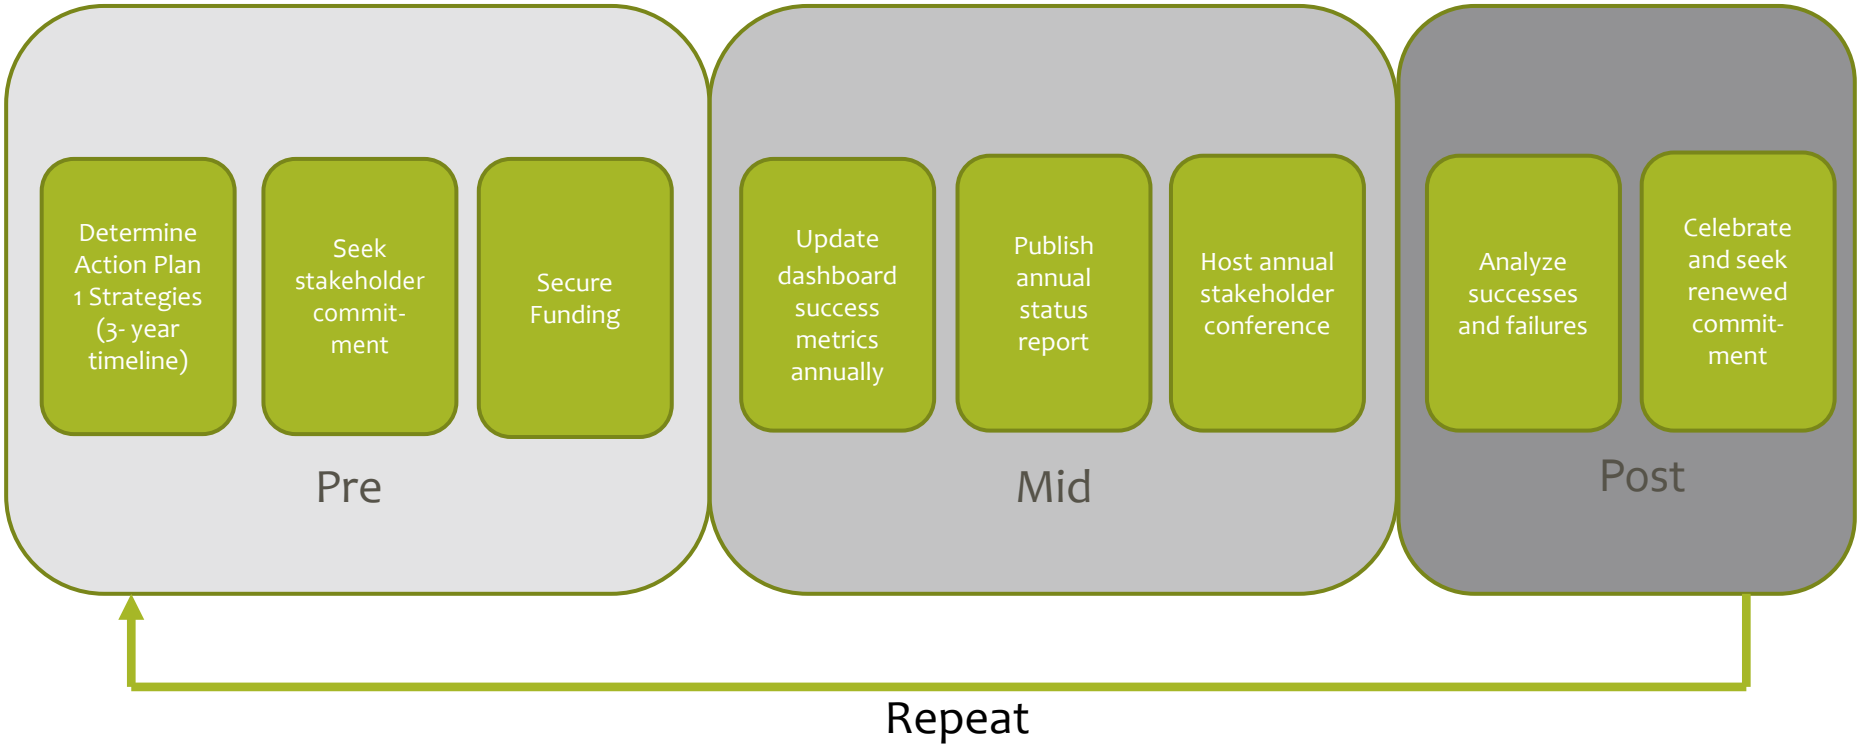 Determine
Action Plan
1 Strategies
(3- year
timeline)
Seek
stakeholder
commit-
ment
Secure
Funding
Pre
Update
dashboard
success
metrics
annually
Publish
annual
status
report
Host annual
stakeholder
conference
Mid
Analyze
successes
and failures
Celebrate
and seek
renewed
commit-
ment
Post
Repeat